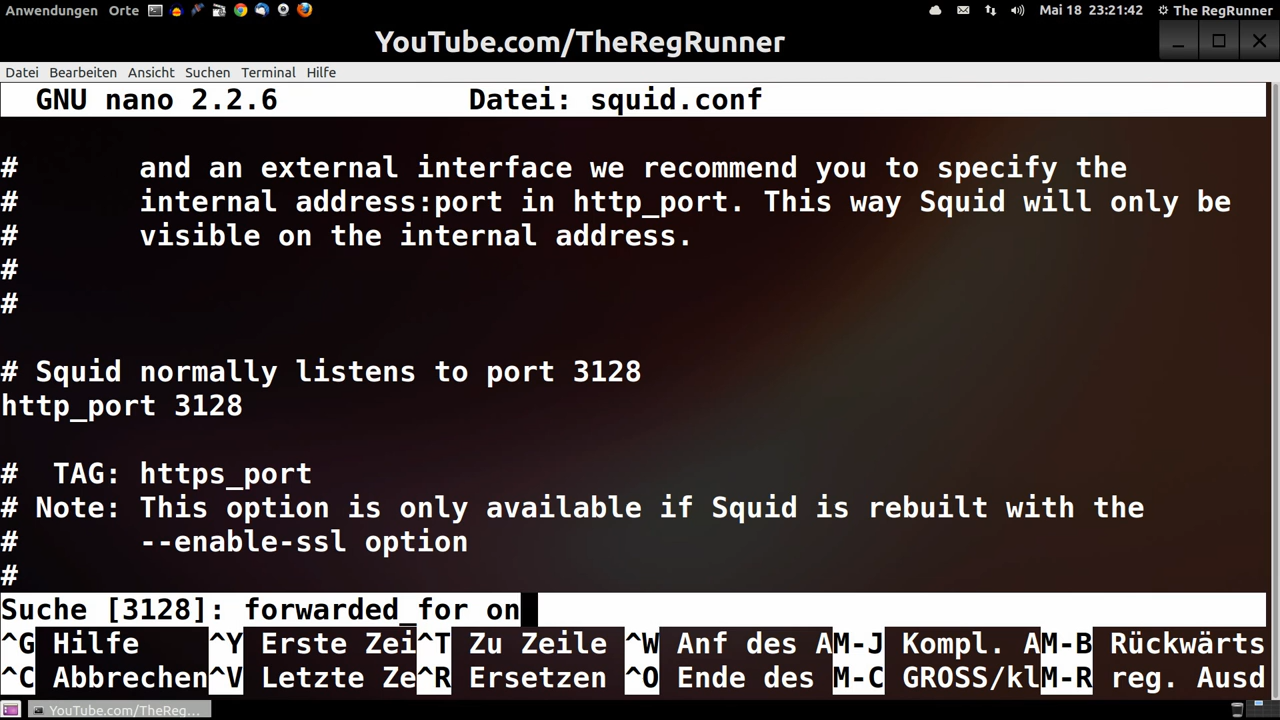 Anwendungen Orte Mai 18 23:21:42 The RegRunner
YouTube.com/TheRegRunner
Datei Bearbeiten Ansicht Suchen Terminal Hilfe
GNU nano 2.2.6 Datei: squid.conf
# and an external interface we recommend you to specify the
# internal address:port in http_port. This way Squid will only be
# visible on the internal address.
#
#
# Squid normally listens to port 3128
http_port 3128
# TAG: https_port
# Note: This option is only available if Squid is rebuilt with the
# --enable-ssl option
#
Suche [3128]: forwarded_for on
^G Hilfe ^Y Erste Zei^T Zu Zeile ^W Anf des AM-J Kompl. AM-B Rückwärts
^C Abbrechen^V Letzte Ze^R Ersetzen ^O Ende des M-C GROSS/klM-R reg. Ausd
YouTube.com/TheReg...